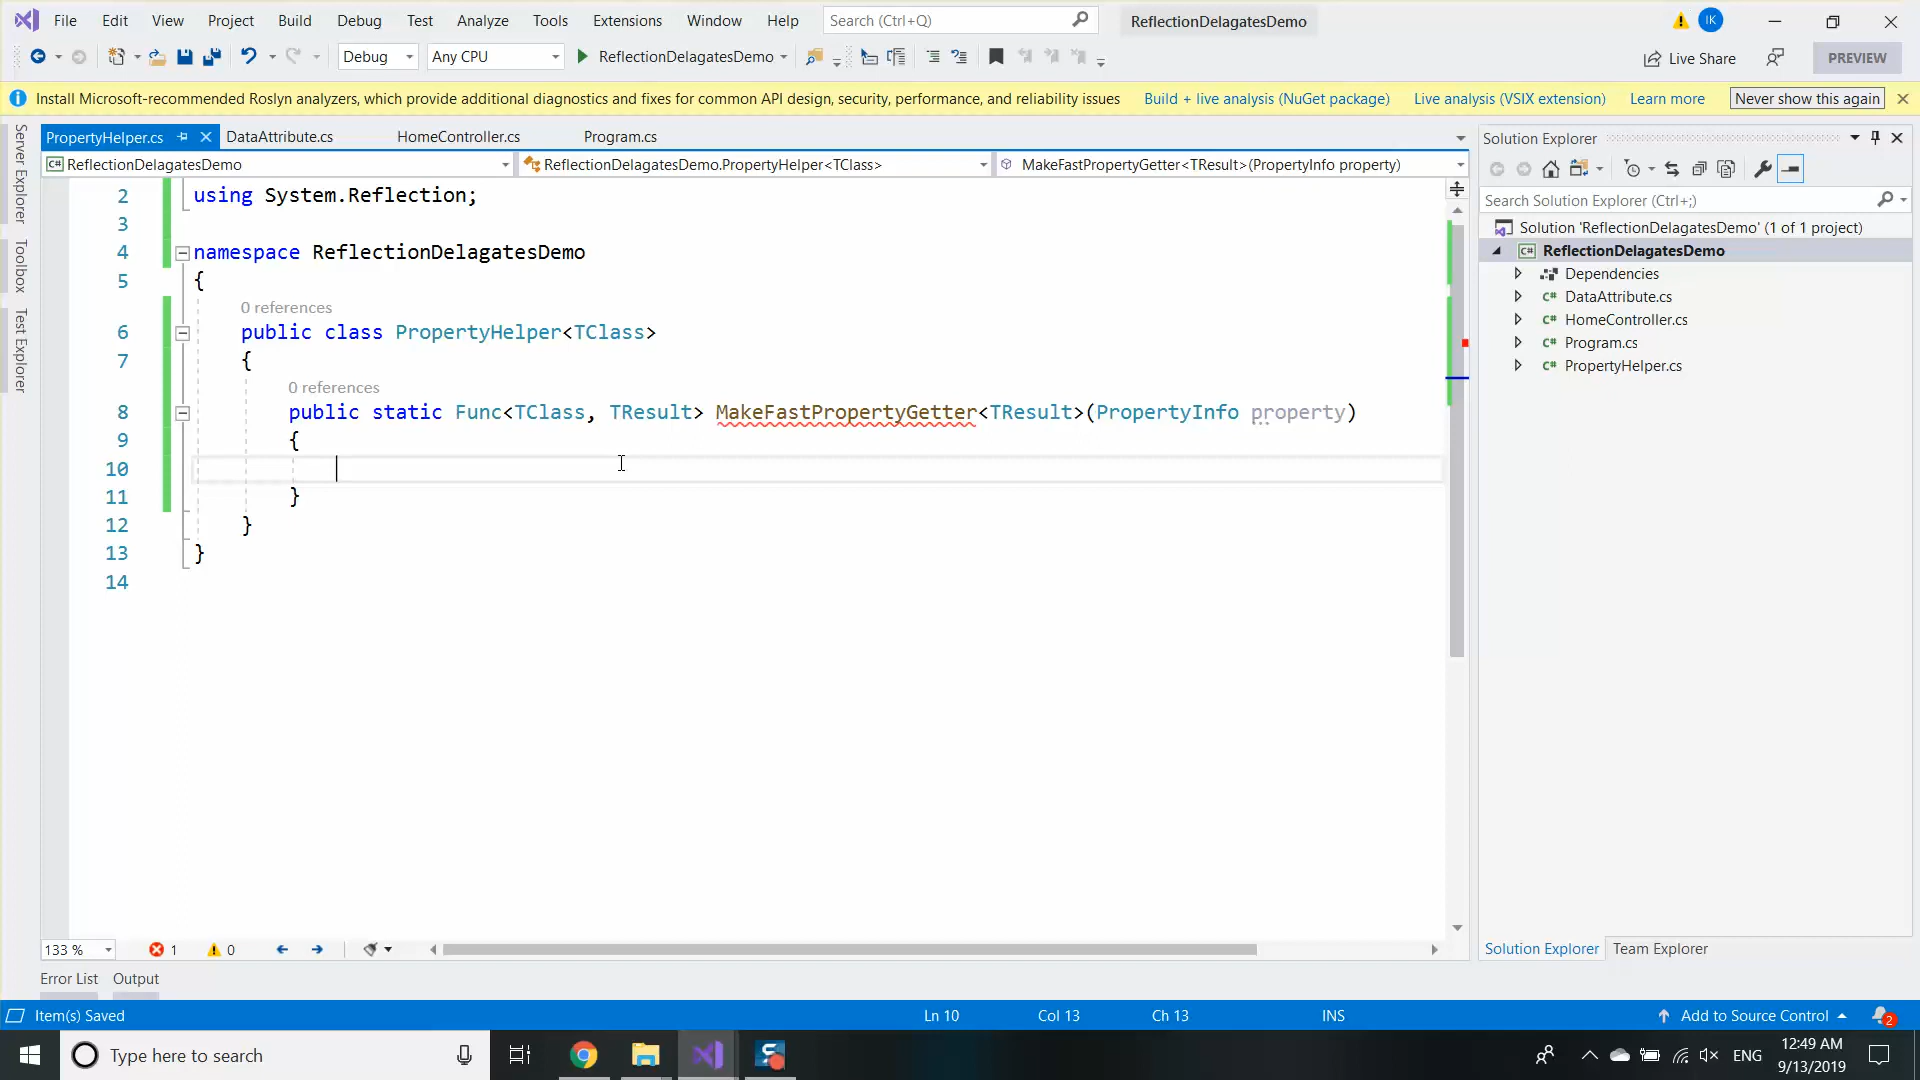 File Edit View Project Build Debug Test Analyze Tools Extensions Window Help Search (Ctrl+Q) ReflectionDelagatesDemo IK
Debug Any CPU ReflectionDelagatesDemo Live Share PREVIEW
Install Microsoft-recommended Roslyn analyzers, which provide additional diagnostics and fixes for common API design, security, performance, and reliability issues Build + live analysis (NuGet package) Live analysis (VSIX extension) Learn more Never show this again
Server Explorer
Toolbox
Test Explorer
PropertyHelper.cs DataAttribute.cs HomeController.cs Program.cs
C# ReflectionDelagatesDemo ReflectionDelagatesDemo.PropertyHelper<TClass> MakeFastPropertyGetter<TResult>(PropertyInfo property)
2 using System.Reflection;
3
4 namespace ReflectionDelagatesDemo
5 {
0 references
6 public class PropertyHelper<TClass>
7 {
0 references
8 public static Func<TClass, TResult> MakeFastPropertyGetter<TResult>(PropertyInfo property)
9 {
10
11 }
12 }
13 }
14
133 % 1 0
Error List Output
Solution Explorer
Search Solution Explorer (Ctrl+;)
Solution 'ReflectionDelagatesDemo' (1 of 1 project)
C# ReflectionDelagatesDemo
Dependencies
C# DataAttribute.cs
C# HomeController.cs
C# Program.cs
C# PropertyHelper.cs
Solution Explorer Team Explorer
Item(s) Saved Ln 10 Col 13 Ch 13 INS Add to Source Control 2
Type here to search ENG 12:49 AM
9/13/2019